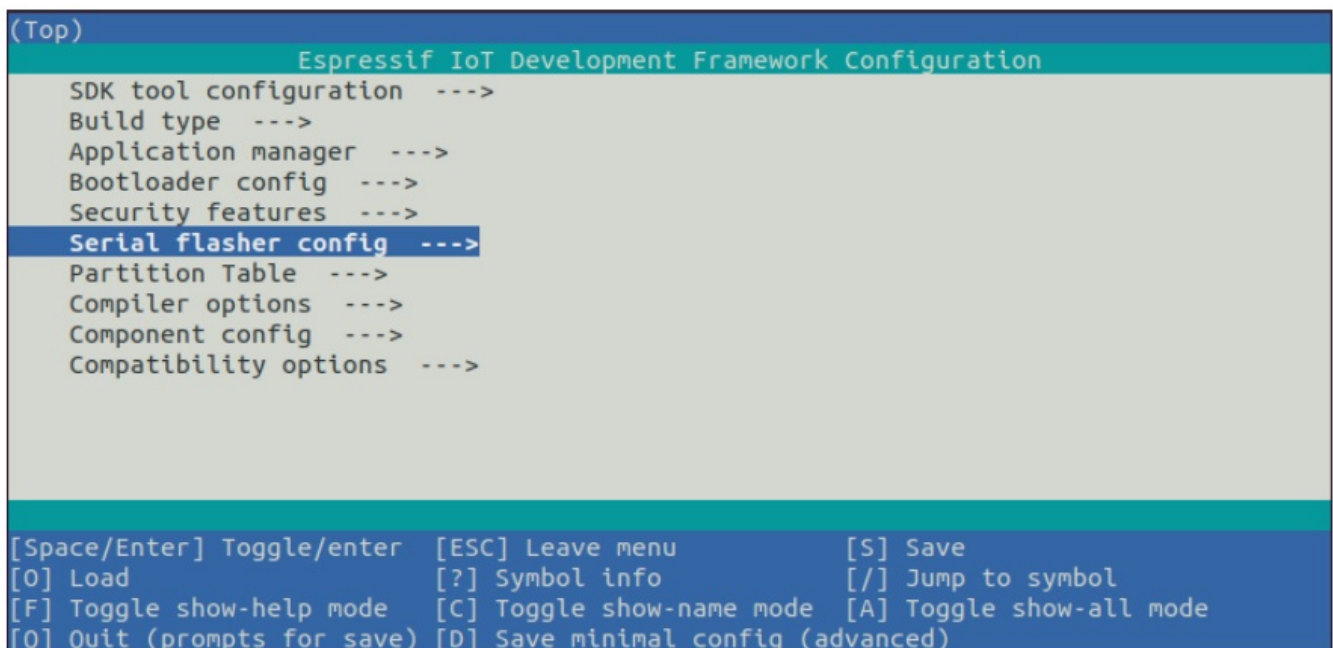 (Top)
Espressif IoT Development Framework Configuration
SDK tool configuration  --->
Build type  --->
Application manager  --->
Bootloader config  --->
Security features  --->
Serial flasher config  --->
Partition Table  --->
Compiler options  --->
Component config  --->
Compatibility options  --->
[Space/Enter] Toggle/enter  [ESC] Leave menu  [S] Save
[O] Load  [?] Symbol info  [/] Jump to symbol
[F] Toggle show-help mode  [C] Toggle show-name mode  [A] Toggle show-all mode
[Q] Quit (prompts for save) [D] Save minimal config (advanced)